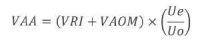 VAA = (VRI + VAOM) × (Ue/Uo)